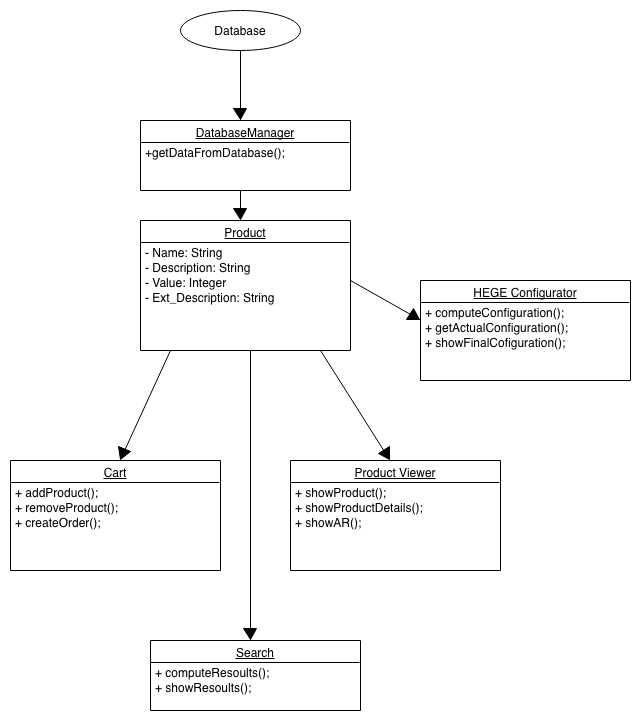 Database
DatabaseManager
+getDataFromDatabase();
Product
- Name: String
- Description: String
- Value: Integer
- Ext_Description: String
HEGE Configurator
+ computeConfiguration();
+ getActualConfiguration();
+ showFinalCofiguration();
Cart
+ addProduct();
+ removeProduct();
+ createOrder();
Product Viewer
+ showProduct();
+ showProductDetails();
+ showAR();
Search
+ computeResoults();
+ showResoults();